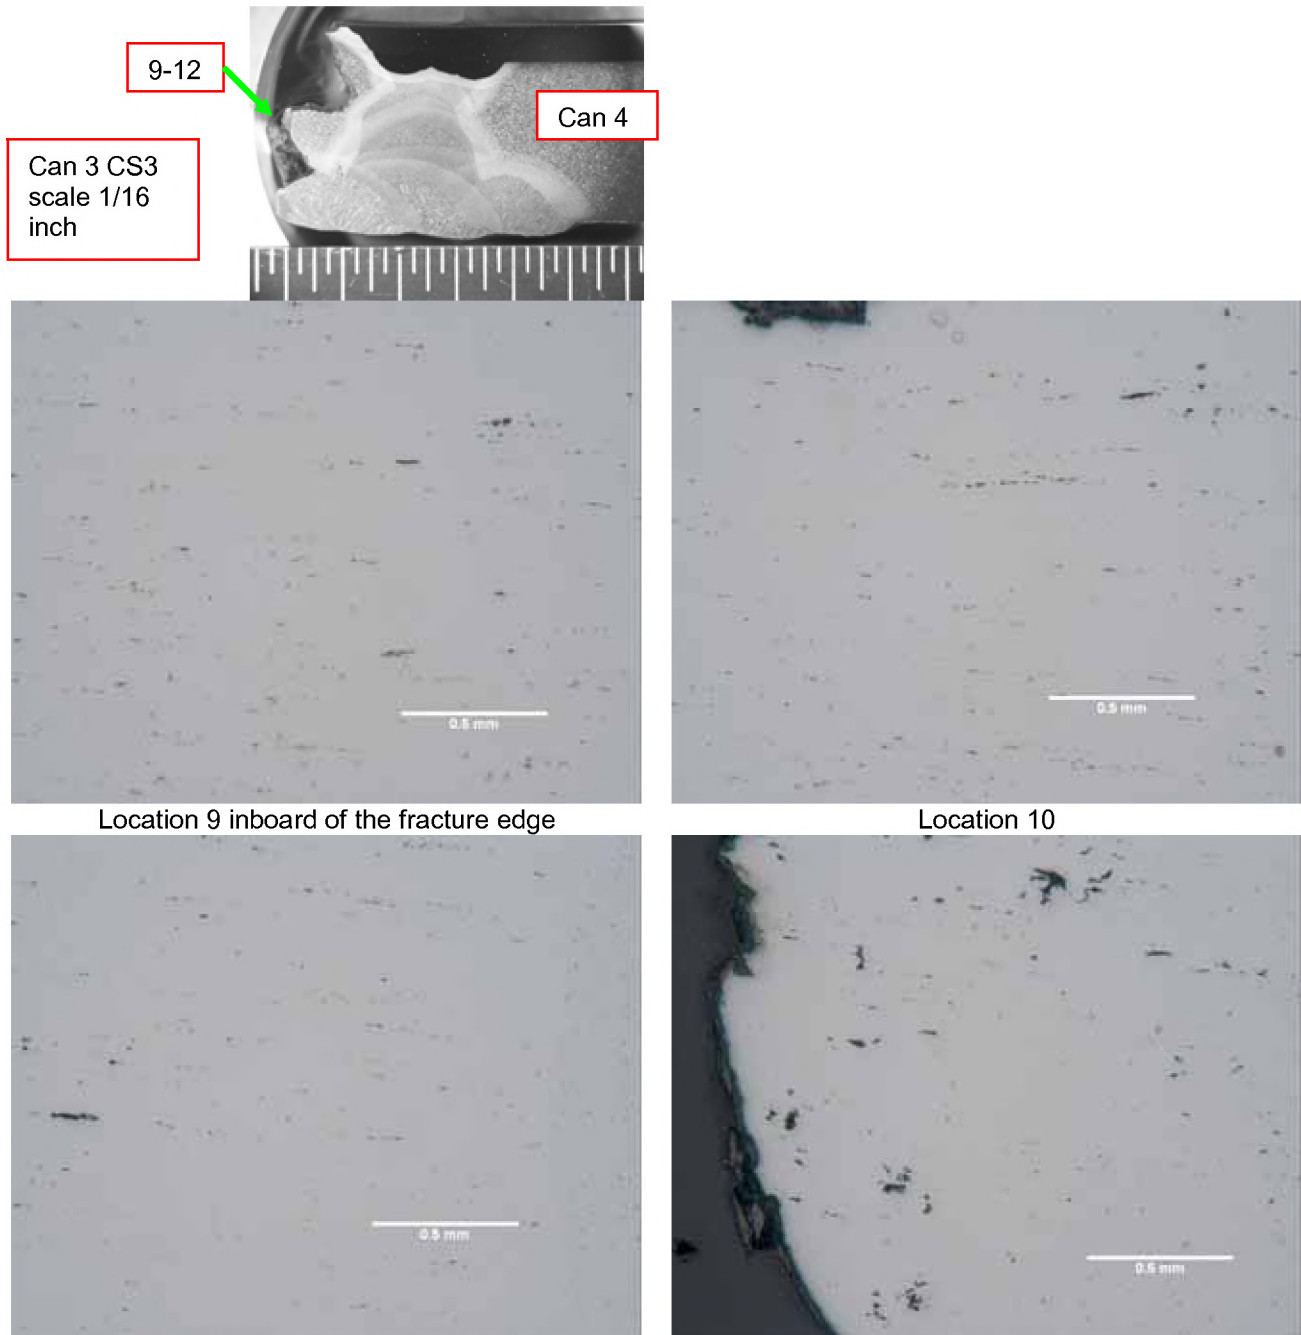 9-12
Can 4
Can 3 CS3
scale 1/16
inch
0.5 mm
0.5 mm
Location 9 inboard of the fracture edge
Location 10
0.5 mm
0.5 mm